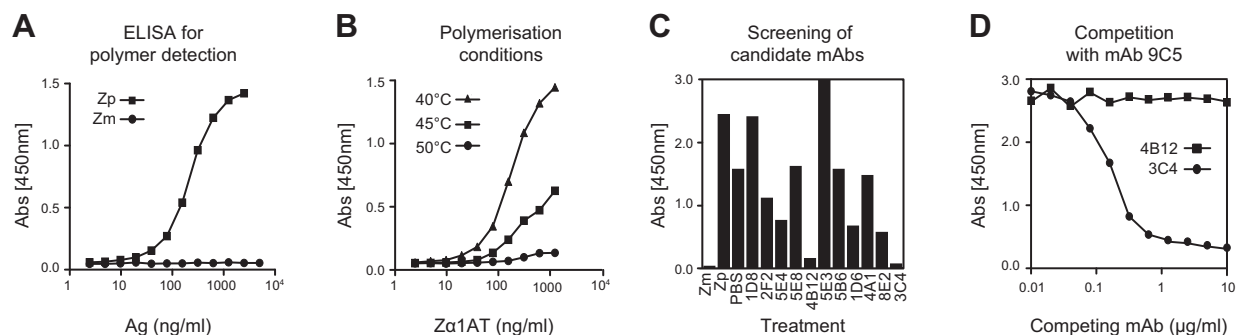 A
ELISA for
polymer detection
Abs [450nm]
1.5
1.0
0.5
0.0
Zp
Zm
1 10 100 1000 10⁴
Ag (ng/ml)
B
Polymerisation
conditions
Abs [450nm]
1.5
1.0
0.5
0.0
40°C
45°C
50°C
1 10 100 1000 10⁴
Zα1AT (ng/ml)
C
Screening of
candidate mAbs
Abs [450nm]
3.0
2.0
1.0
0.0
Zm
Zp
PBS
1D8
2F2
5E4
5E8
4B12
5E3
5B6
1D6
4A1
8E2
3C4
Treatment
D
Competition
with mAb 9C5
Abs [450nm]
3.0
2.0
1.0
0.0
4B12
3C4
0.01 0.1 1 10
Competing mAb (µg/ml)